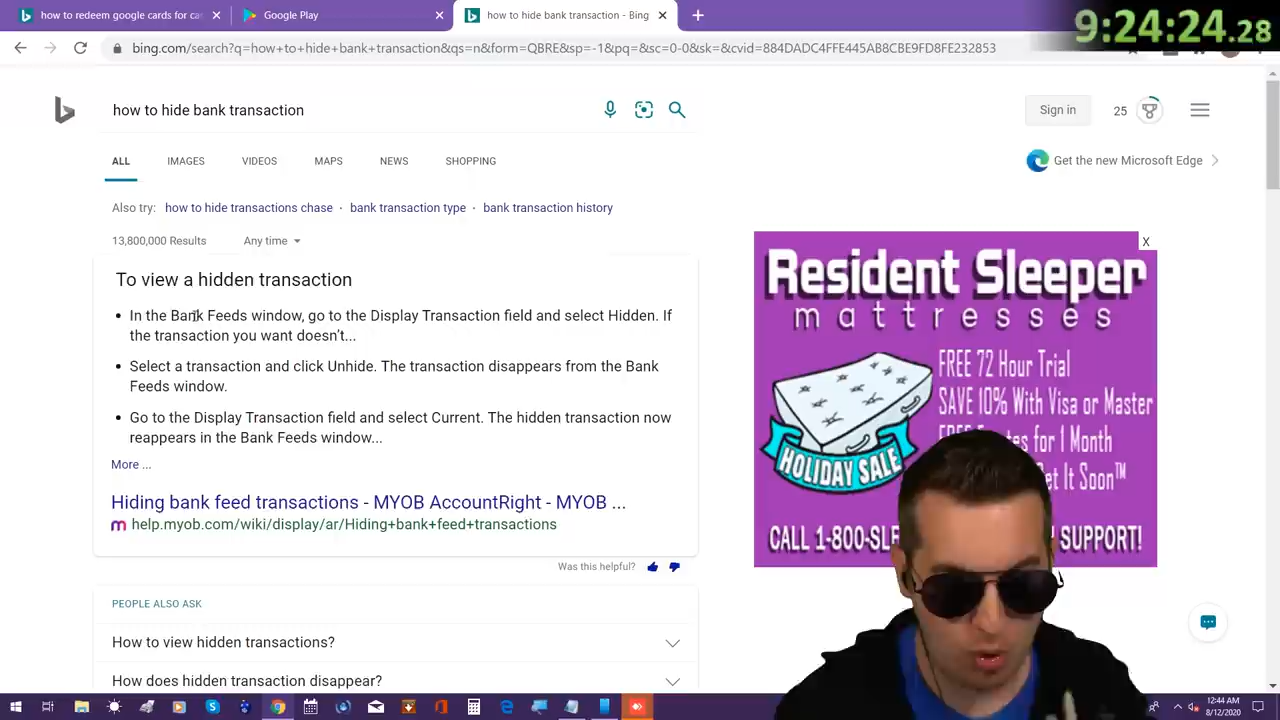 how to redeem google cards for ca
Google Play
how to hide bank transaction - Bing
9:24:24.28
bing.com/search?q=how+to+hide+bank+transaction&qs=n&form=QBRE&sp=-1&pq=&sc=0-0&sk=&cvid=884DADC4FFE445AB8CBE9FD8FE232853
how to hide bank transaction
Sign in
25
ALL IMAGES VIDEOS MAPS NEWS SHOPPING
Get the new Microsoft Edge
Also try: how to hide transactions chase · bank transaction type · bank transaction history
13,800,000 Results Any time
To view a hidden transaction
In the Bank Feeds window, go to the Display Transaction field and select Hidden. If
the transaction you want doesn't...
Select a transaction and click Unhide. The transaction disappears from the Bank
Feeds window.
Go to the Display Transaction field and select Current. The hidden transaction now
reappears in the Bank Feeds window...
More ...
Hiding bank feed transactions - MYOB AccountRight - MYOB ...
help.myob.com/wiki/display/ar/Hiding+bank+feed+transactions
Was this helpful?
PEOPLE ALSO ASK
How to view hidden transactions?
How does hidden transaction disappear?
X
Resident Sleeper
mattresses
FREE 72 Hour Trial
SAVE 10% With Visa or Master
for 1 Month
Get It Soon™
HOLIDAY SALE
CALL 1-800-SLE SUPPORT!
12:44 AM
8/12/2020